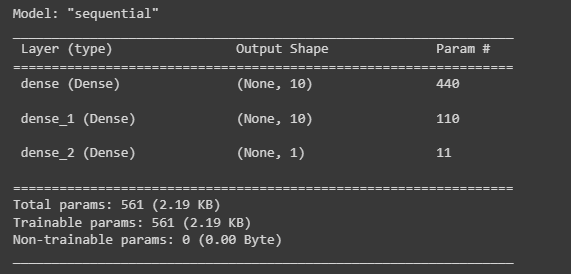 Model: "sequential"
_________________________________________________________________
Layer (type) Output Shape Param #
=================================================================
dense (Dense) (None, 10) 440
dense_1 (Dense) (None, 10) 110
dense_2 (Dense) (None, 1) 11
=================================================================
Total params: 561 (2.19 KB)
Trainable params: 561 (2.19 KB)
Non-trainable params: 0 (0.00 Byte)
_________________________________________________________________